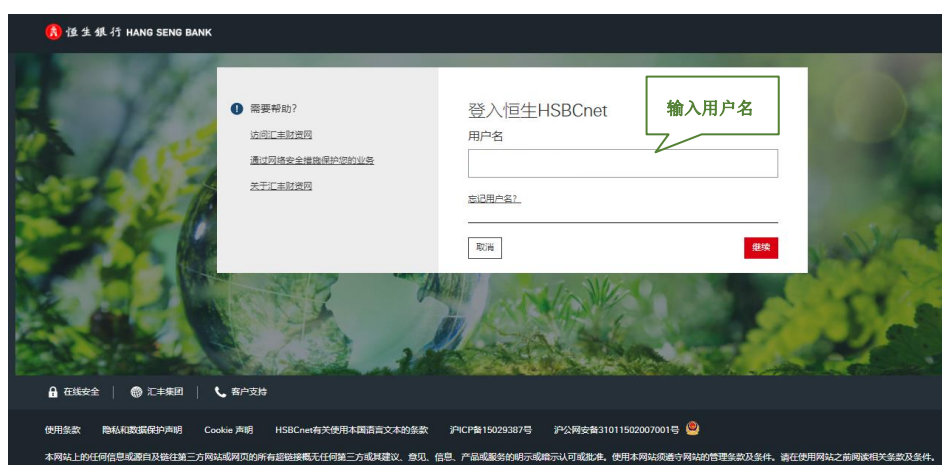 恒生銀行 HANG SENG BANK
需要帮助?
访问汇丰财资网
通过网络安全措施保护您的业务
关于汇丰财资网
登入恒生HSBCnet
输入用户名
用户名
忘记用户名?
取消
继续
在线安全 | 汇丰集团 | 客户支持
使用条款 隐私和数据保护声明 Cookie 声明 HSBCnet有关使用本国语言文本的条款 沪ICP备15029387号 沪公网安备31011502007001号
本网站上的任何信息或源自及链往第三方网站或网页的所有超链接概无任何第三方或其建议、意见、信息、产品或服务的明示或暗示认可或批准。使用本网站须遵守网站的管理条款及条件。请在使用网站之前阅读相关条款及条件。